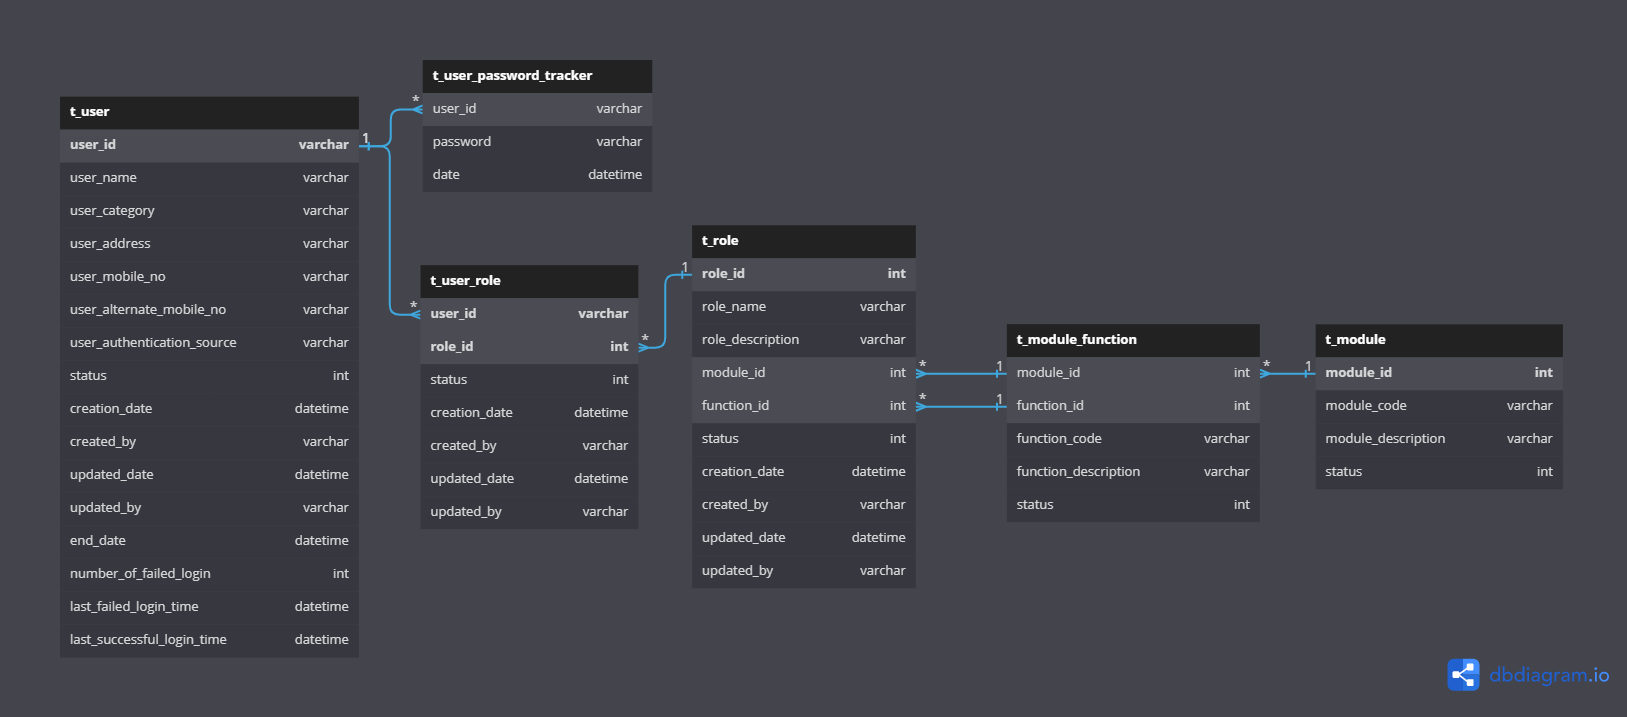 t_user
user_id varchar
user_name varchar
user_category varchar
user_address varchar
user_mobile_no varchar
user_alternate_mobile_no varchar
user_authentication_source varchar
status int
creation_date datetime
created_by varchar
updated_date datetime
updated_by varchar
end_date datetime
number_of_failed_login int
last_failed_login_time datetime
last_successful_login_time datetime
1
*
t_user_password_tracker
user_id varchar
password varchar
date datetime
*
t_user_role
user_id varchar
role_id int
status int
creation_date datetime
created_by varchar
updated_date datetime
updated_by varchar
*
1
t_role
role_id int
role_name varchar
role_description varchar
module_id int
function_id int
status int
creation_date datetime
created_by varchar
updated_date datetime
updated_by varchar
* 1
* 1
t_module_function
module_id int
function_id int
function_code varchar
function_description varchar
status int
* 1
t_module
module_id int
module_code varchar
module_description varchar
status int
dbdiagram.io